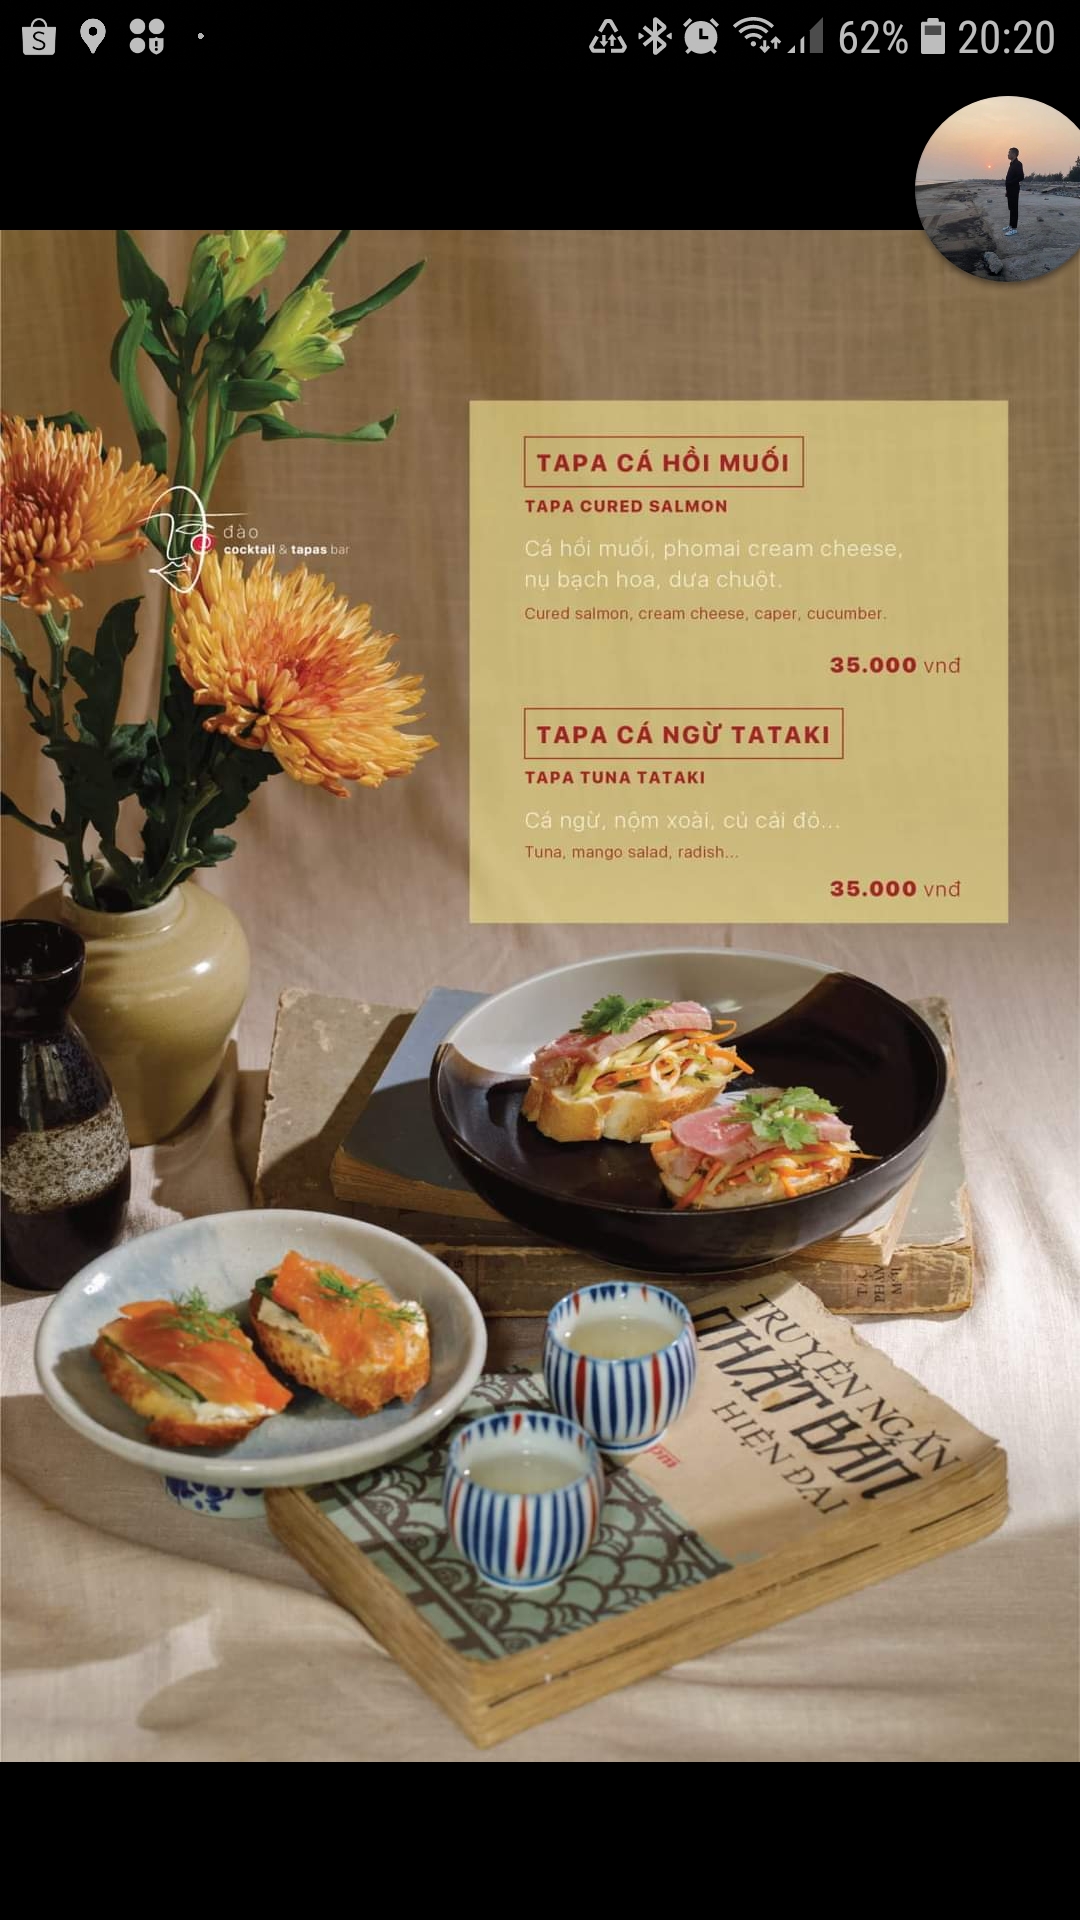 62% 20:20
đào
cocktail & tapas bar
TAPA CÁ HỒI MUỐI
TAPA CURED SALMON
Cá hồi muối, phomai cream cheese,
nụ bạch hoa, dưa chuột.
Cured salmon, cream cheese, caper, cucumber.
35.000 vnđ
TAPA CÁ NGỪ TATAKI
TAPA TUNA TATAKI
Cá ngừ, nộm xoài, củ cải đỏ...
Tuna, mango salad, radish...
35.000 vnđ
TRUYỆN NGẮN
NHẬT BẢN
HIỆN ĐẠI